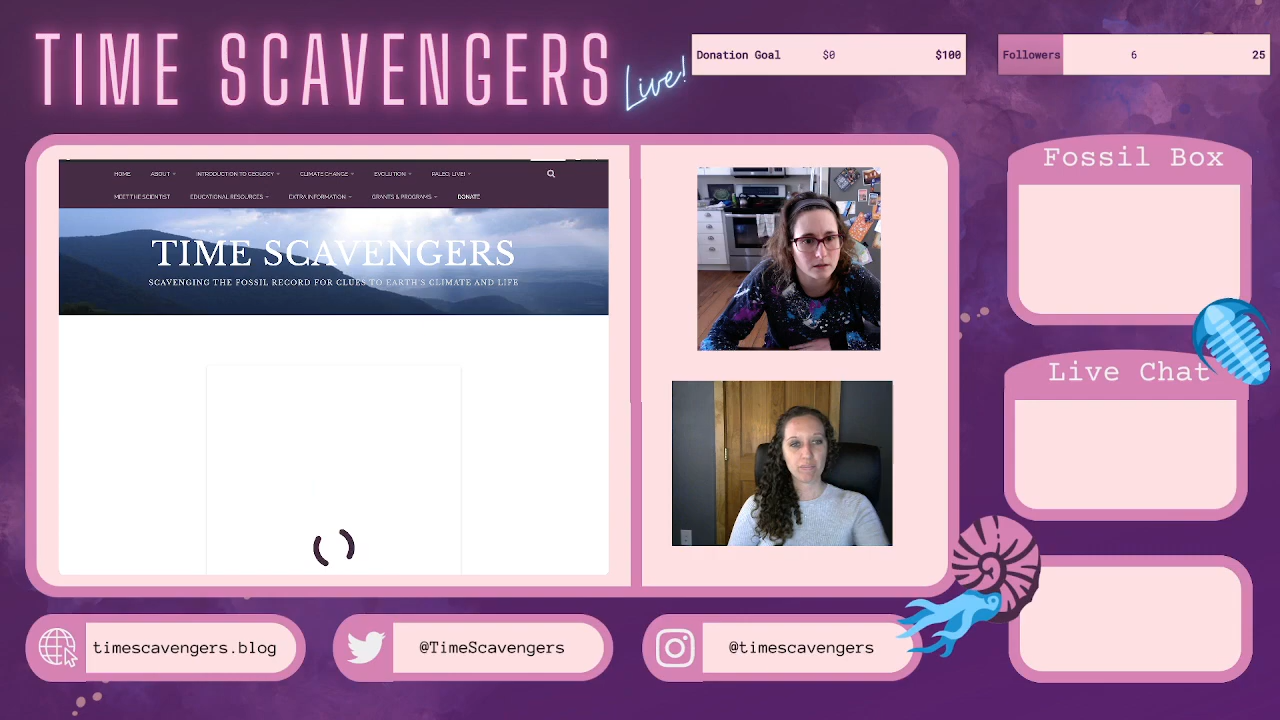 TIME SCAVENGERS
Live!
Donation Goal $0 $100
Followers 6 25
HOME ABOUT INTRODUCTION TO GEOLOGY CLIMATE CHANGE EVOLUTION PALEO, LIVE!
MEET THE SCIENTIST EDUCATIONAL RESOURCES EXTRA INFORMATION GRANTS & PROGRAMS DONATE
TIME SCAVENGERS
SCAVENGING THE FOSSIL RECORD FOR CLUES TO EARTH'S CLIMATE AND LIFE
Fossil Box
Live Chat
timescavengers.blog
@TimeScavengers
@timescavengers